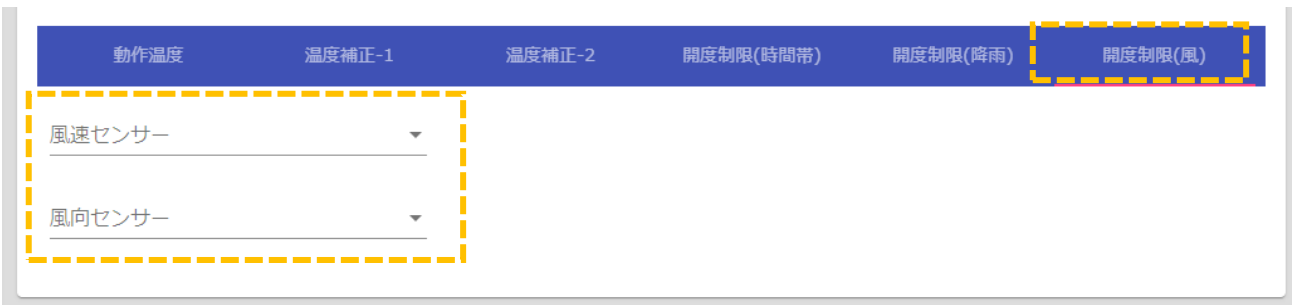 動作温度 温度補正-1 温度補正-2 開度制限(時間帯) 開度制限(降雨) 開度制限(風)
風速センサー
風向センサー